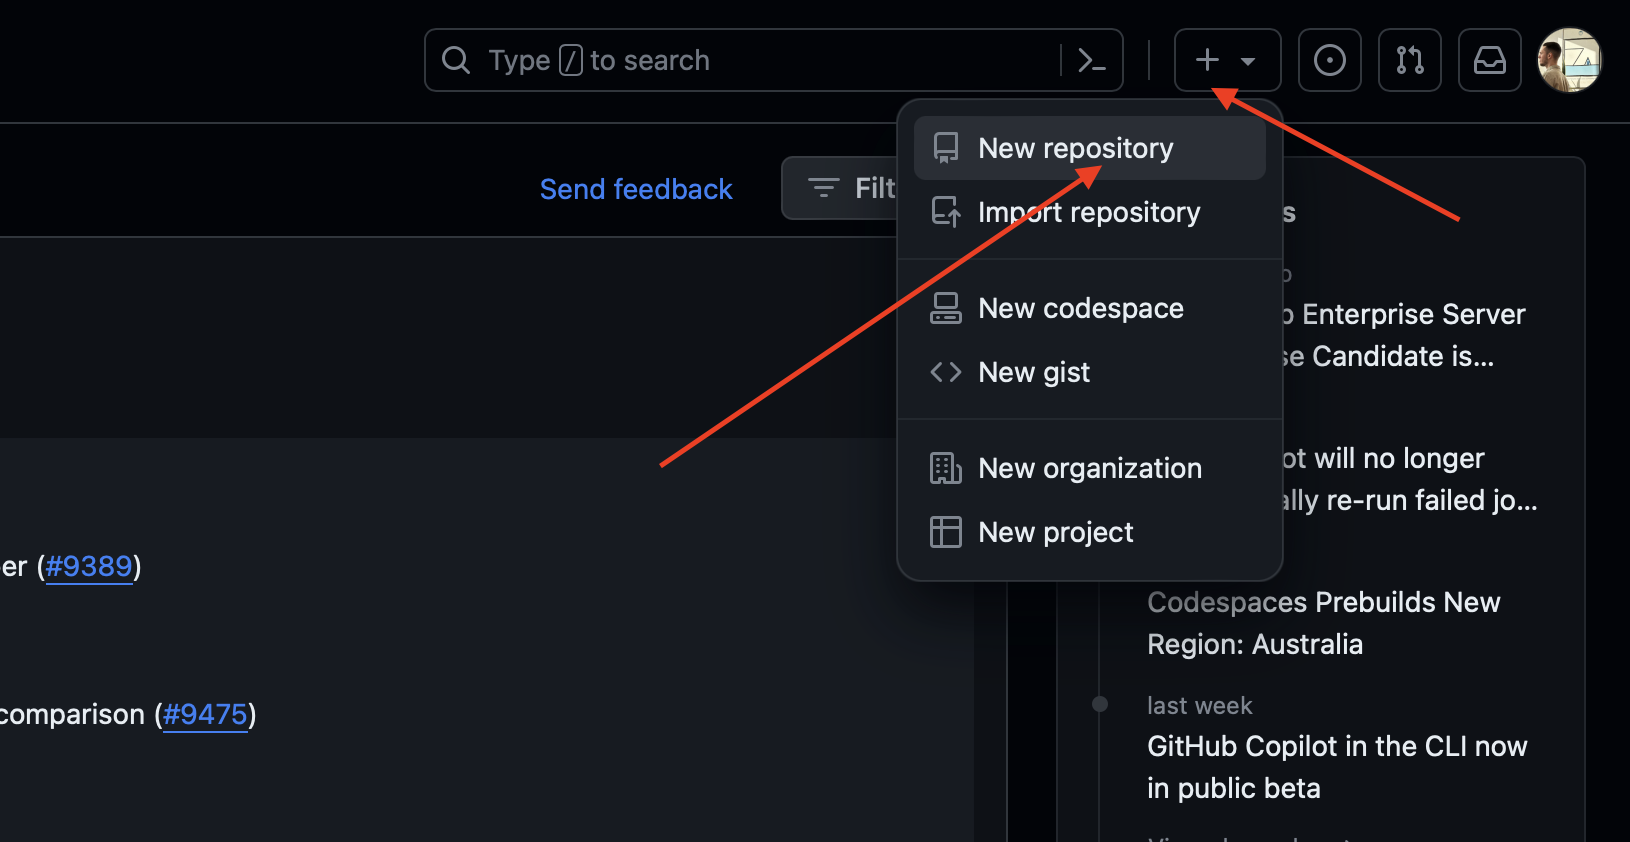 Type / to search
Send feedback
Filt
New repository
Import repository
New codespace
New gist
New organization
New project
s
Enterprise Server
se Candidate is...
ot will no longer
ally re-run failed jo...
Codespaces Prebuilds New
Region: Australia
last week
GitHub Copilot in the CLI now
in public beta
er (#9389)
comparison (#9475)